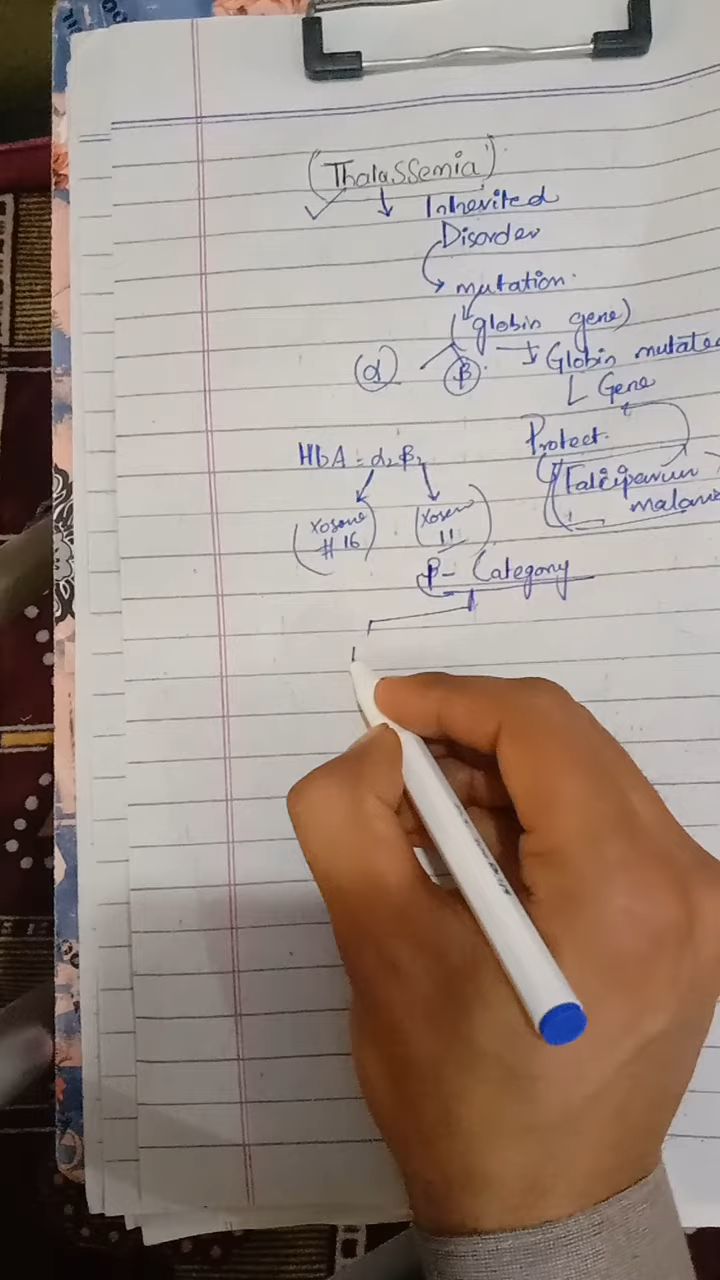 (Thalassemia)
↓ Inherited
Disorder
→ mutation
(globin gene)
α β → Globin mutated
Gene
Protect
HbA = α₂β₂
Falciparum
malaria
(Xosome (Xosome
# 16) 11)
β- Category